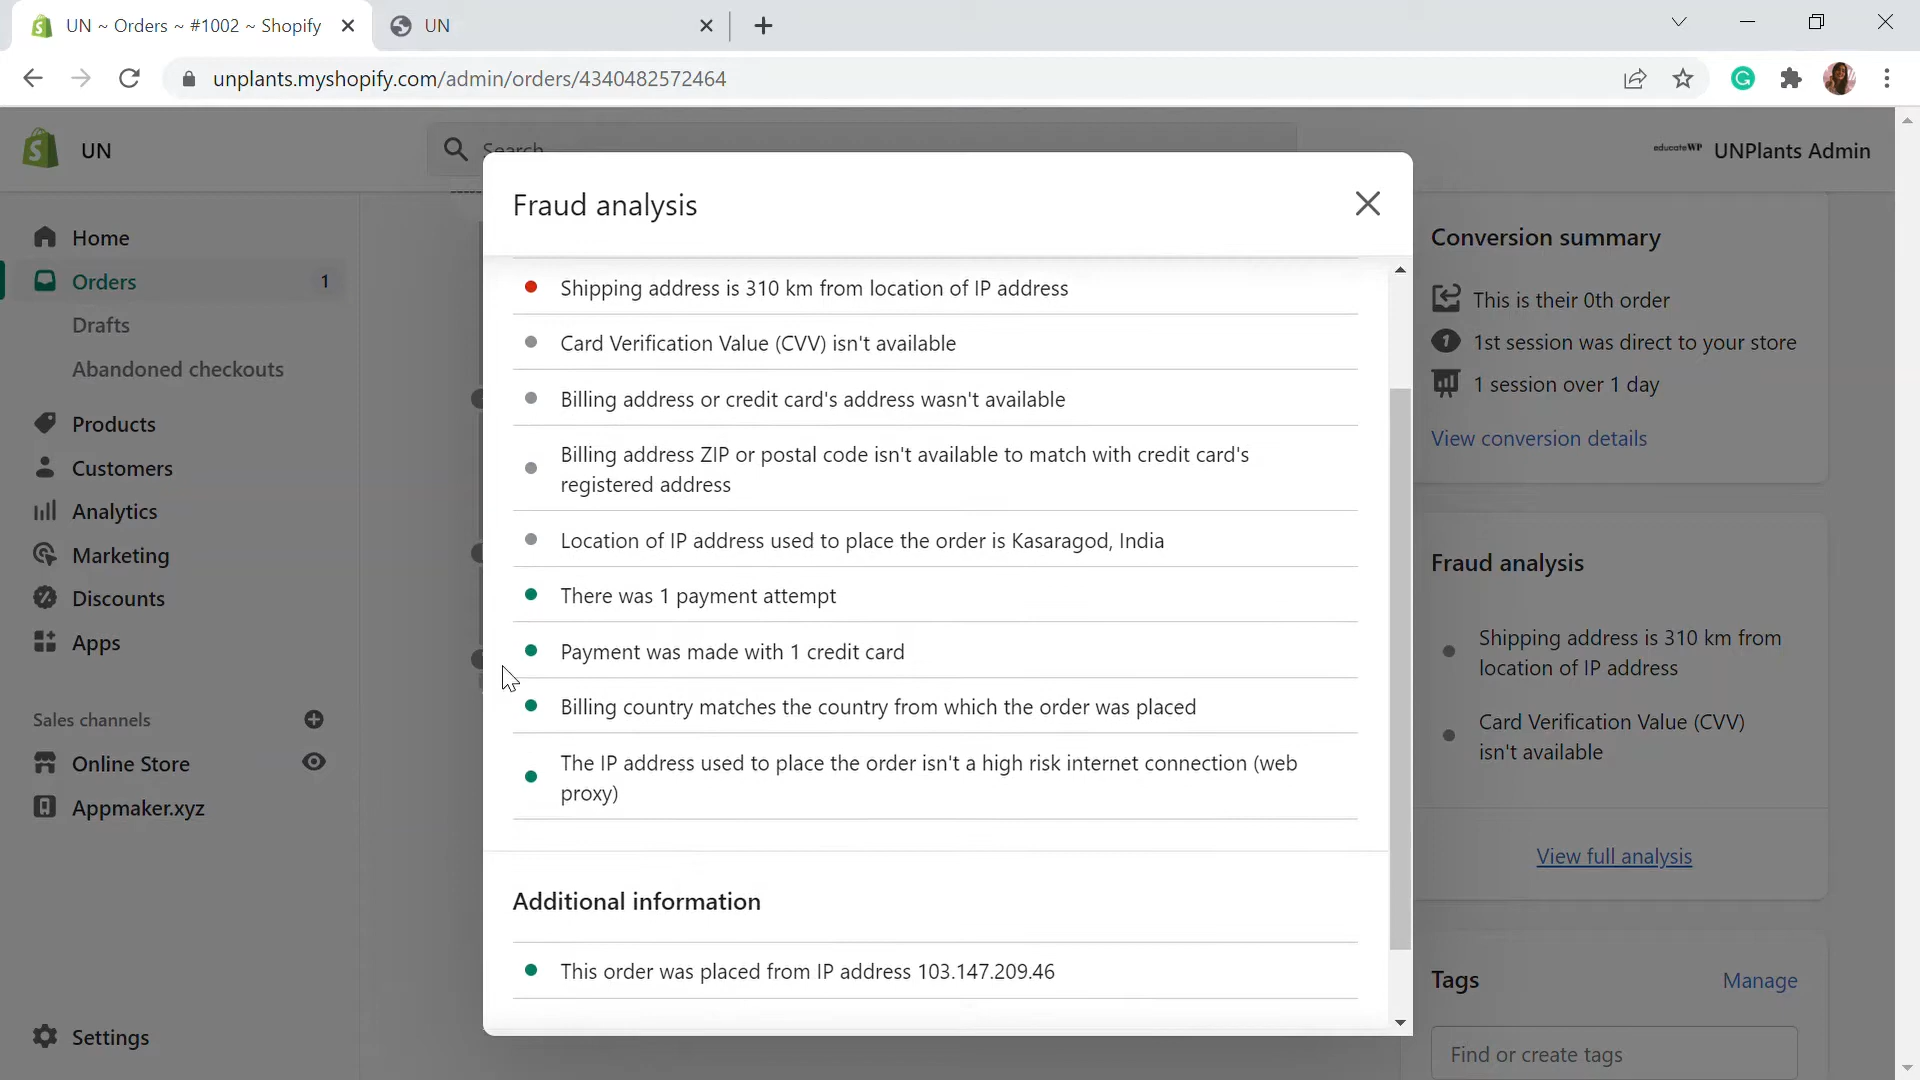 UN ~ Orders ~ #1002 ~ Shopify
UN
unplants.myshopify.com/admin/orders/4340482572464
UN
Search
educateWP
UNPlants Admin
Home
Orders
1
Drafts
Abandoned checkouts
Products
Customers
Analytics
Marketing
Discounts
Apps
Sales channels
Online Store
Appmaker.xyz
Settings
Fraud analysis
Shipping address is 310 km from location of IP address
Card Verification Value (CVV) isn't available
Billing address or credit card's address wasn't available
Billing address ZIP or postal code isn't available to match with credit card's
registered address
Location of IP address used to place the order is Kasaragod, India
There was 1 payment attempt
Payment was made with 1 credit card
Billing country matches the country from which the order was placed
The IP address used to place the order isn't a high risk internet connection (web
proxy)
Additional information
This order was placed from IP address 103.147.209.46
Conversion summary
This is their 0th order
1
1st session was direct to your store
1 session over 1 day
View conversion details
Fraud analysis
Shipping address is 310 km from
location of IP address
Card Verification Value (CVV)
isn't available
View full analysis
Tags
Manage
Find or create tags